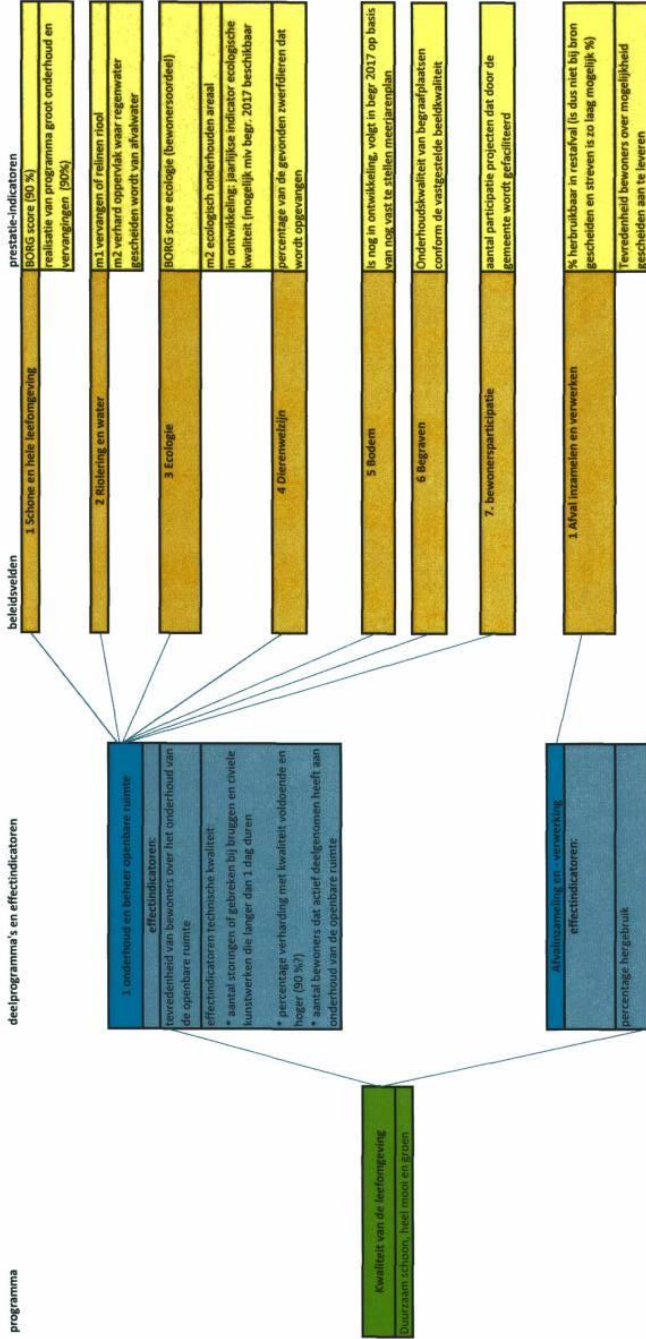 programma
deelprogramma's en effectindicatoren
beleidsvelden
prestatie-indicatoren
Kwaliteit van de leefomgeving
Duurzaam schoon, heel mooi en groen
1 onderhoud en beheer openbare ruimte
effectindicatoren:
tevredenheid van bewoners over het onderhoud van
de openbare ruimte
effectindicatoren technische kwaliteit:
* aantal storingen of gebreken bij bruggen en civiele
kunstwerken die langer dan 1 dag duren
* percentage verharding met kwaliteit voldoende en
hoger (90 %?)
* aantal bewoners dat actief deelgenomen heeft aan
onderhoud van de openbare ruimte
Afvalinzameling en - verwerking
effectindicatoren:
percentage hergebruik
1 Schone en hele leefomgeving
BORG score (90 %)
realisatie van programma groot onderhoud en
vervangingen (90%)
2 Riolering en water
m1 vervangen of relinen riool
m2 verhard oppervlak waar regenwater
gescheiden wordt van afvalwater
3 Ecologie
BORG score ecologie (bewonersoordeel)
m2 ecologisch onderhouden areaal
in ontwikkeling: jaarlijkse indicator ecologische
kwaliteit (mogelijk miv begr. 2017 beschikbaar
4 Dierenwelzijn
percentage van de gevonden zwerfdieren dat
wordt opgevangen
5 Bodem
Is nog in ontwikkeling, volgt in begr 2017 op basis
van nog vast te stellen meerjarenplan
6 Begraven
Onderhoudskwaliteit van begraafplaatsen
conform de vastgestelde beeldkwaliteit
7. bewonersparticipatie
aantal participatie projecten dat door de
gemeente wordt gefaciliteerd
1 Afval inzamelen en verwerken
% herbruikbaar in restafval (is dus niet bij bron
gescheiden en streven is zo laag mogelijk %)
Tevredenheid bewoners over mogelijkheid
gescheiden aan te leveren